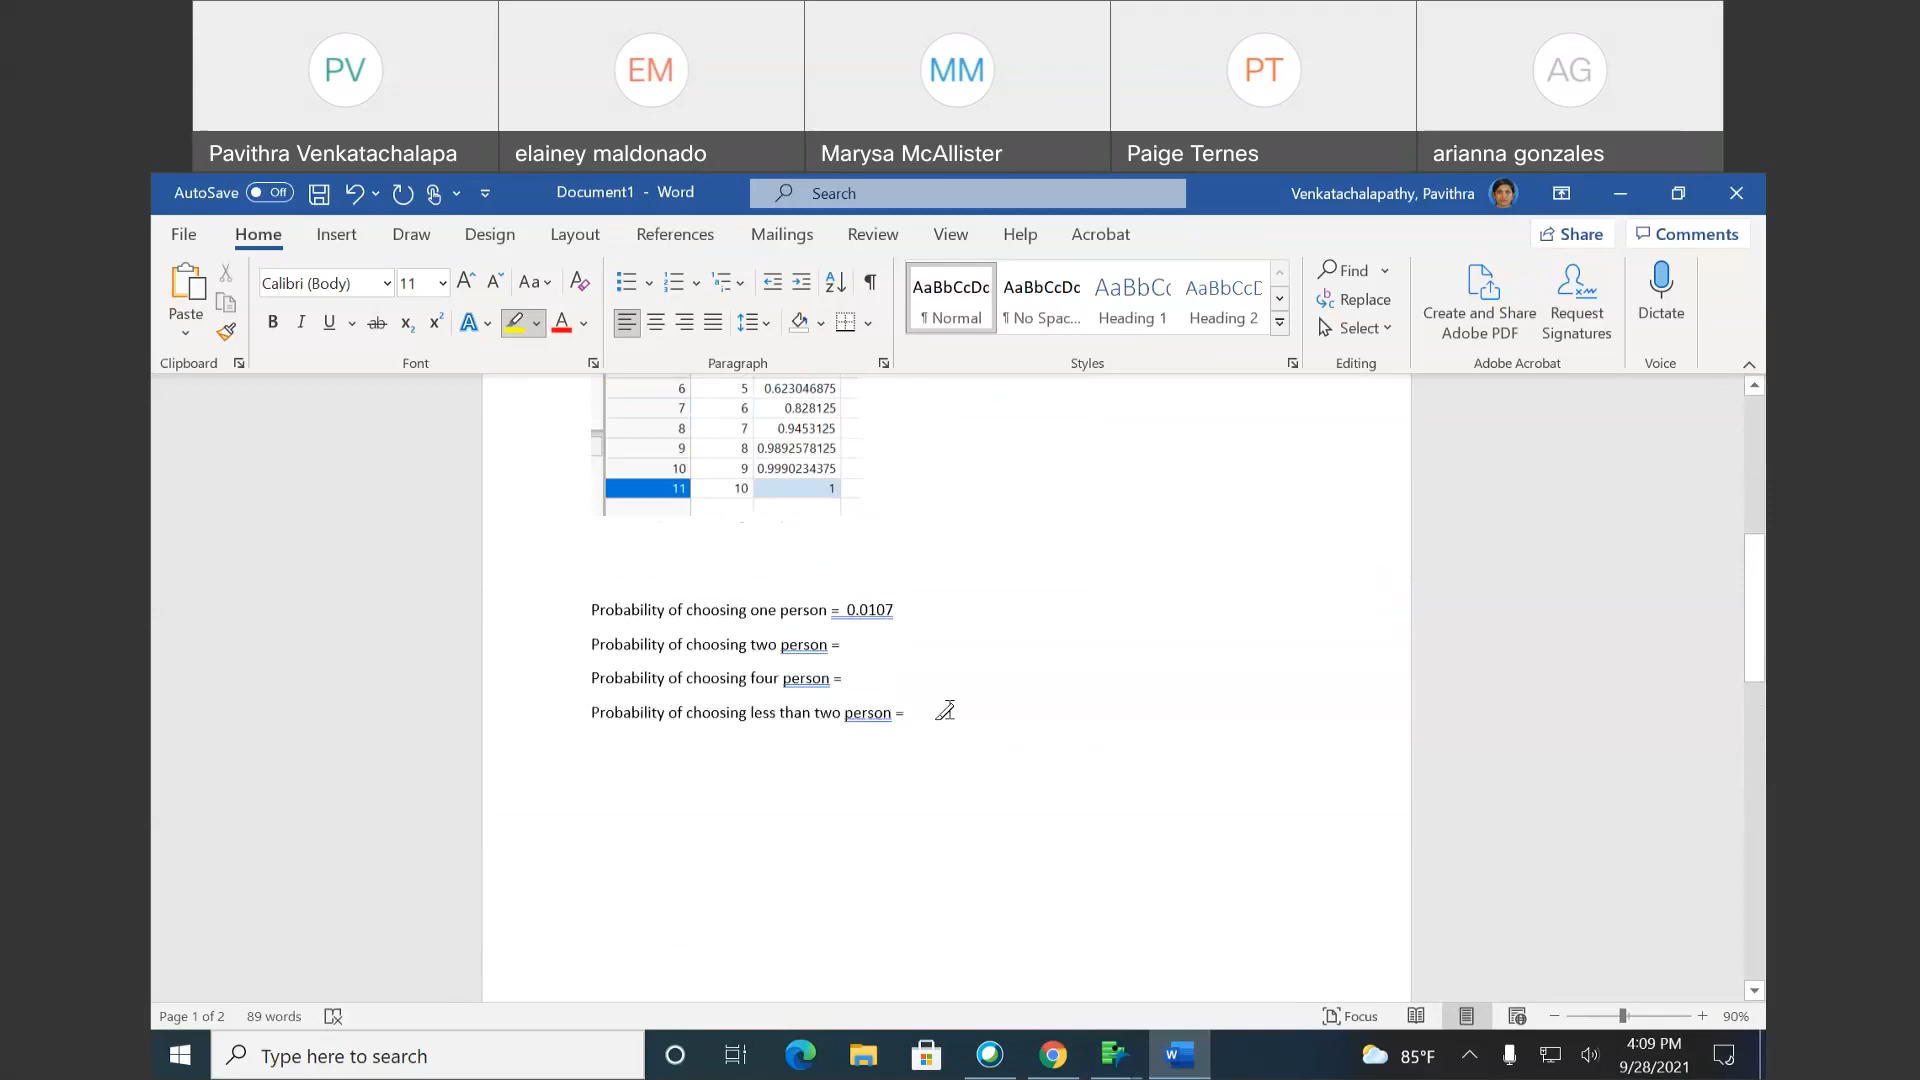 PV
EM
MM
PT
AG
Pavithra Venkatachalapa
elainey maldonado
Marysa McAllister
Paige Ternes
arianna gonzales
AutoSave Off
Document1 - Word
Search
Venkatachalapathy, Pavithra
File Home Insert Draw Design Layout References Mailings Review View Help Acrobat
Share
Comments
Paste
Clipboard
Calibri (Body) 11
Font
Paragraph
AaBbCcDc AaBbCcDc AaBbCc AaBbCcD
¶ Normal ¶ No Spac... Heading 1 Heading 2
Styles
Find
Replace
Select
Editing
Create and Share
Adobe PDF
Request
Signatures
Adobe Acrobat
Dictate
Voice
6 5 0.623046875
7 6 0.828125
8 7 0.9453125
9 8 0.9892578125
10 9 0.9990234375
11 10 1
Probability of choosing one person = 0.0107
Probability of choosing two person =
Probability of choosing four person =
Probability of choosing less than two person =
Page 1 of 2 89 words
Focus
90%
Type here to search
85°F
4:09 PM
9/28/2021